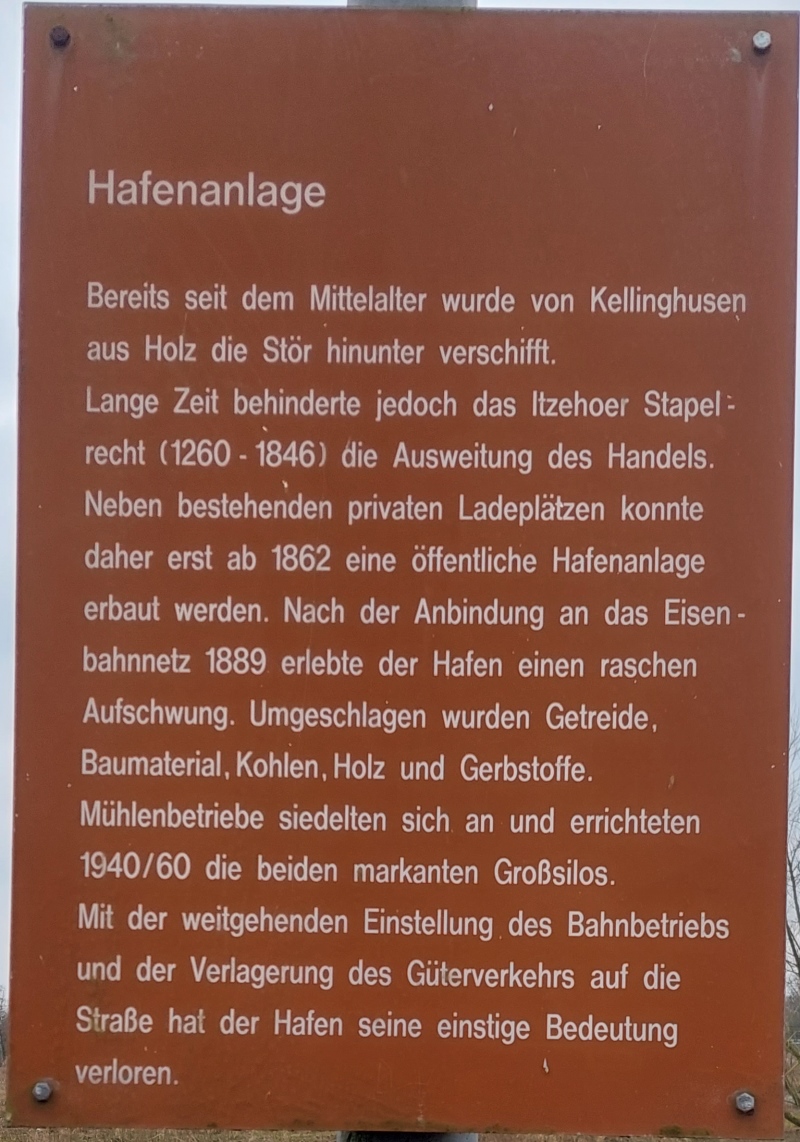 Hafenanlage
Bereits seit dem Mittelalter wurde von Kellinghusen
aus Holz die Stör hinunter verschifft.
Lange Zeit behinderte jedoch das Itzehoer Stapel-
recht (1260 - 1846) die Ausweitung des Handels.
Neben bestehenden privaten Ladeplätzen konnte
daher erst ab 1862 eine öffentliche Hafenanlage
erbaut werden. Nach der Anbindung an das Eisen-
bahnnetz 1889 erlebte der Hafen einen raschen
Aufschwung. Umgeschlagen wurden Getreide,
Baumaterial, Kohlen, Holz und Gerbstoffe.
Mühlenbetriebe siedelten sich an und errichteten
1940/60 die beiden markanten Großsilos.
Mit der weitgehenden Einstellung des Bahnbetriebs
und der Verlagerung des Güterverkehrs auf die
Straße hat der Hafen seine einstige Bedeutung
verloren.